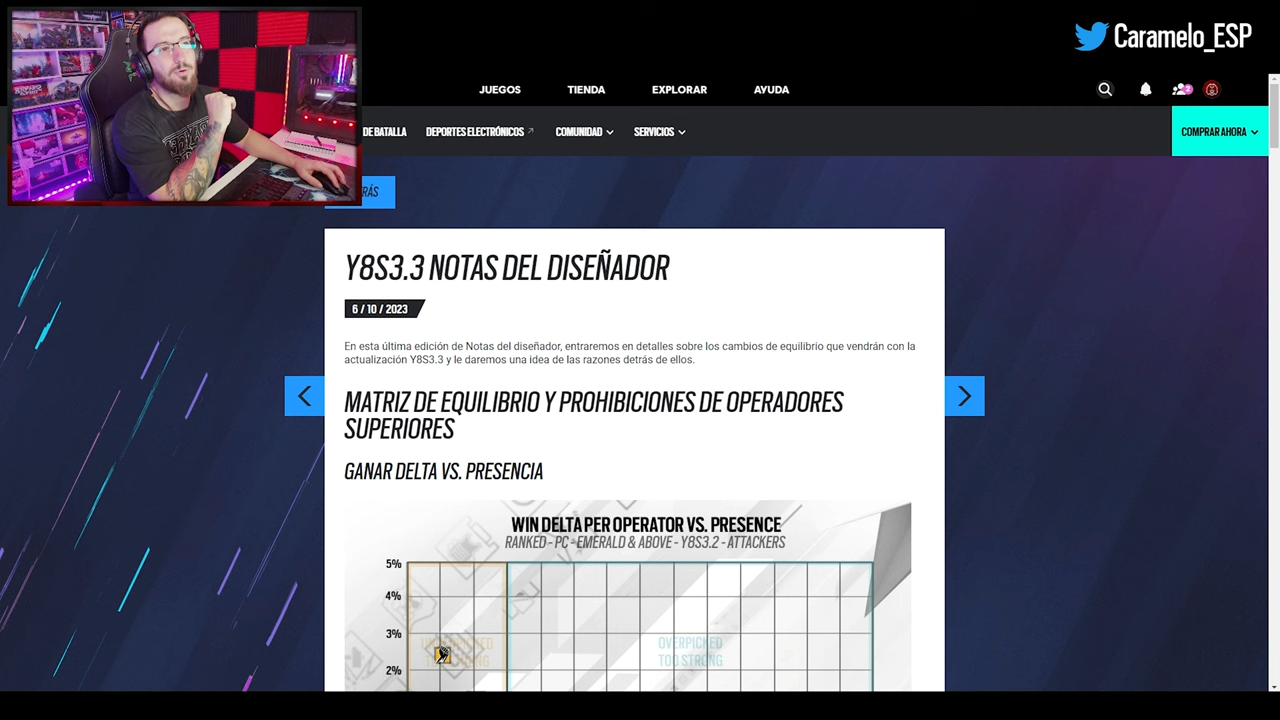 Caramelo_ESP
JUEGOS TIENDA EXPLORAR AYUDA
DE BATALLA DEPORTES ELECTRÓNICOS COMUNIDAD SERVICIOS COMPRAR AHORA
Y8S3.3 NOTAS DEL DISEÑADOR
6 / 10 / 2023
En esta última edición de Notas del diseñador, entraremos en detalles sobre los cambios de equilibrio que vendrán con la
actualización Y8S3.3 y le daremos una idea de las razones detrás de ellos.
MATRIZ DE EQUILIBRIO Y PROHIBICIONES DE OPERADORES
SUPERIORES
GANAR DELTA VS. PRESENCIA
WIN DELTA PER OPERATOR VS. PRESENCE
RANKED - PC - EMERALD & ABOVE - Y8S3.2 - ATTACKERS
5%
4%
3%
OVERPICKED
TOO STRONG
2%